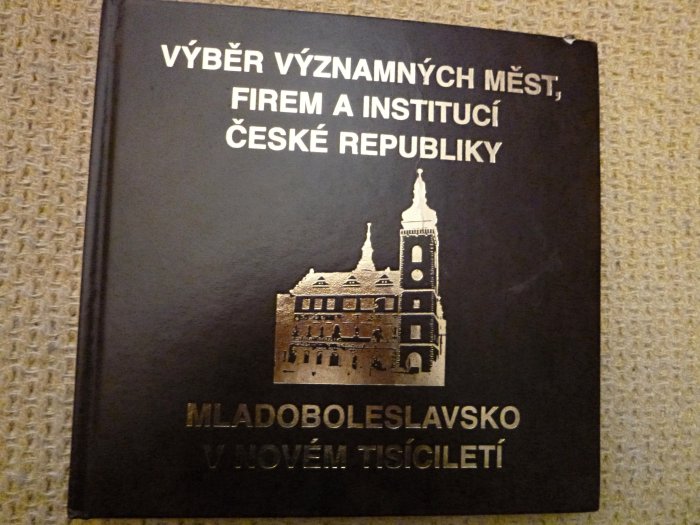 VÝBĚR VÝZNAMNÝCH MĚST,
FIREM A INSTITUCÍ
ČESKÉ REPUBLIKY
MLADOBOLESLAVSKO
V NOVÉM TISÍCILETÍ